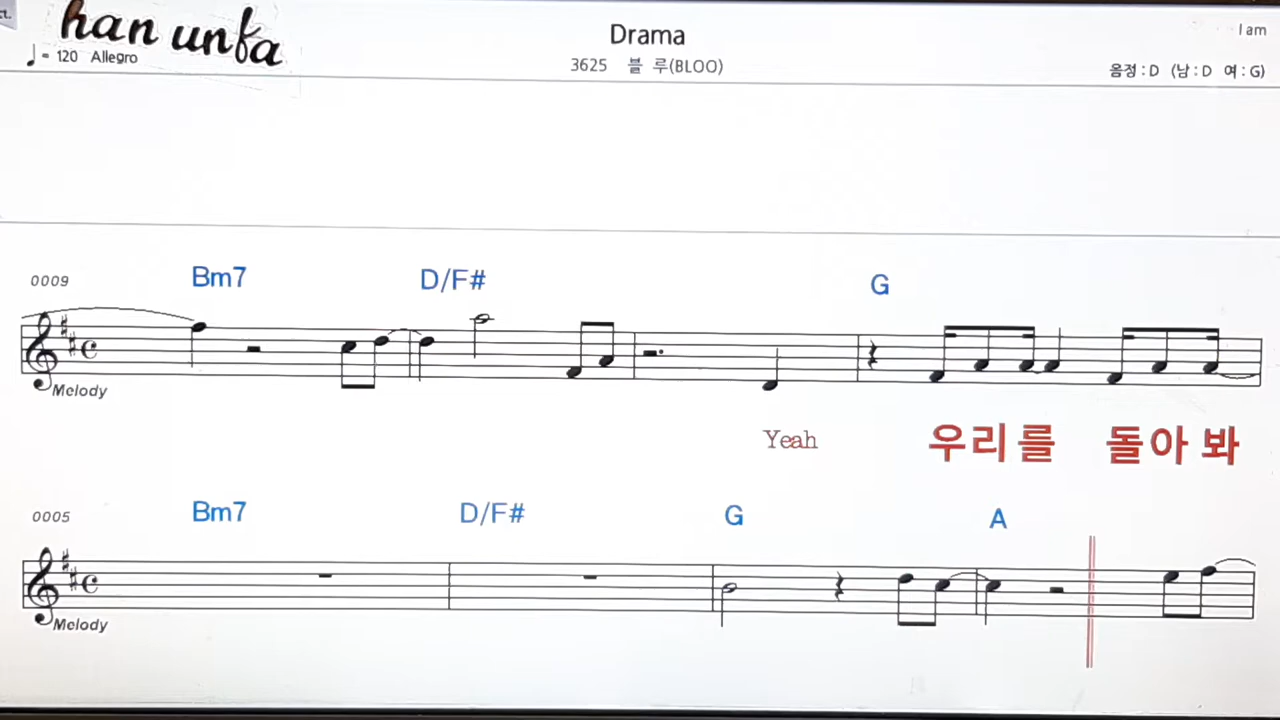 han unfa
♩= 120 Allegro
Drama
3625 블 루(BLOO)
I am
음정 : D (남 : D 여 : G)
0009
Bm7 D/F# G
Melody
Yeah 우리를 돌아 봐
0005
Bm7 D/F# G A
Melody